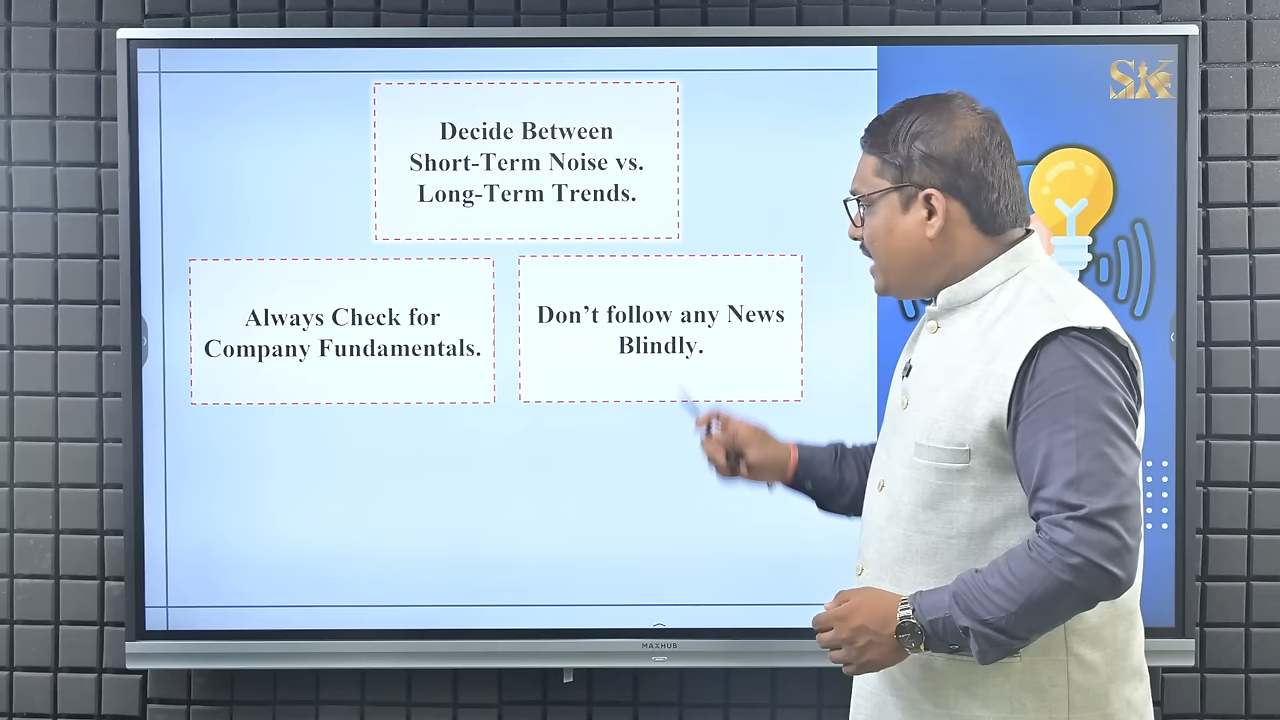 Decide Between
Short-Term Noise vs.
Long-Term Trends.
Always Check for
Company Fundamentals.
Don’t follow any News
Blindly.
SK
MAXHUB